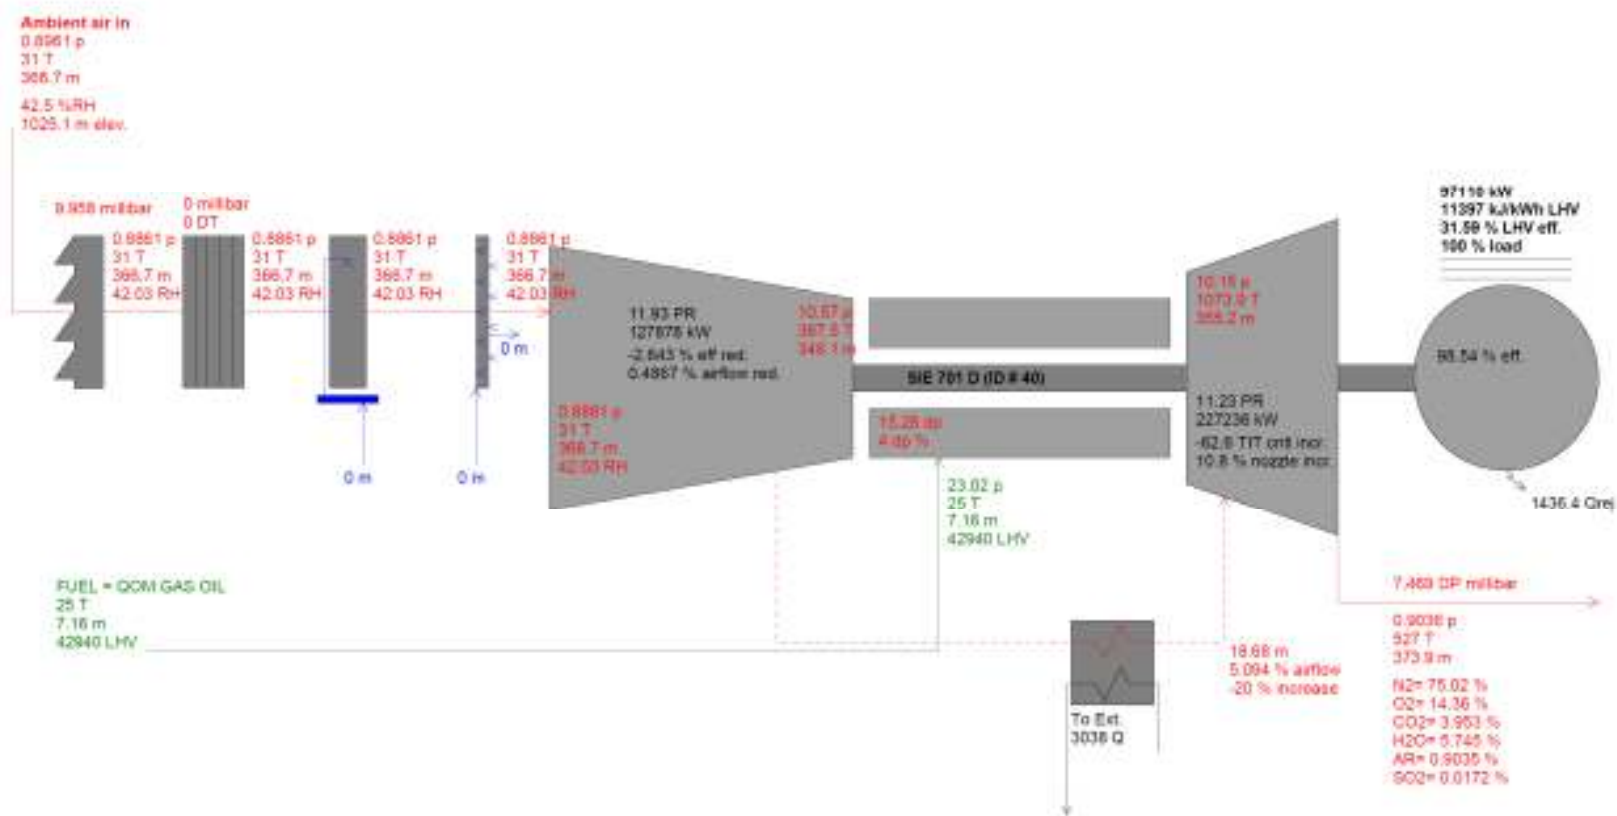 Ambient air in
0.8961 p
31 T
366.7 m
42.5 %RH
1026.1 m elev.
9.958 millibar
0 millibar
0 DT
0.8861 p
31 T
366.7 m
42.03 RH
0.8861 p
31 T
366.7 m
42.03 RH
0.8861 p
31 T
366.7 m
42.03 RH
0.8861 p
31 T
366.7 m
42.03 RH
0 m
0 m
0 m
11.93 PR
127878 kW
-2.643 % eff red.
0.4867 % airflow red.
10.57 p
367.5 T
348.1 m
0.8861 p
31 T
366.7 m
42.03 RH
SIE 701 D (ID # 40)
15.28 dp
4 dp %
23.02 p
25 T
7.16 m
42940 LHV
10.15 p
1073.9 T
355.2 m
11.23 PR
227236 kW
10.8 % nozzle incr.
97110 kW
11397 kJ/kWh LHV
31.59 % LHV eff.
100 % load
98.54 % eff.
1436.4 Qrej
FUEL = QOM GAS OIL
25 T
7.16 m
42940 LHV
To Ext.
3038 Q
18.68 m
5.094 % airflow
-20 % increase
7.469 DP millibar
0.9036 p
527 T
373.9 m
N2= 75.02 %
O2= 14.36 %
CO2= 3.953 %
H2O= 5.745 %
AR= 0.9035 %
SO2= 0.0172 %